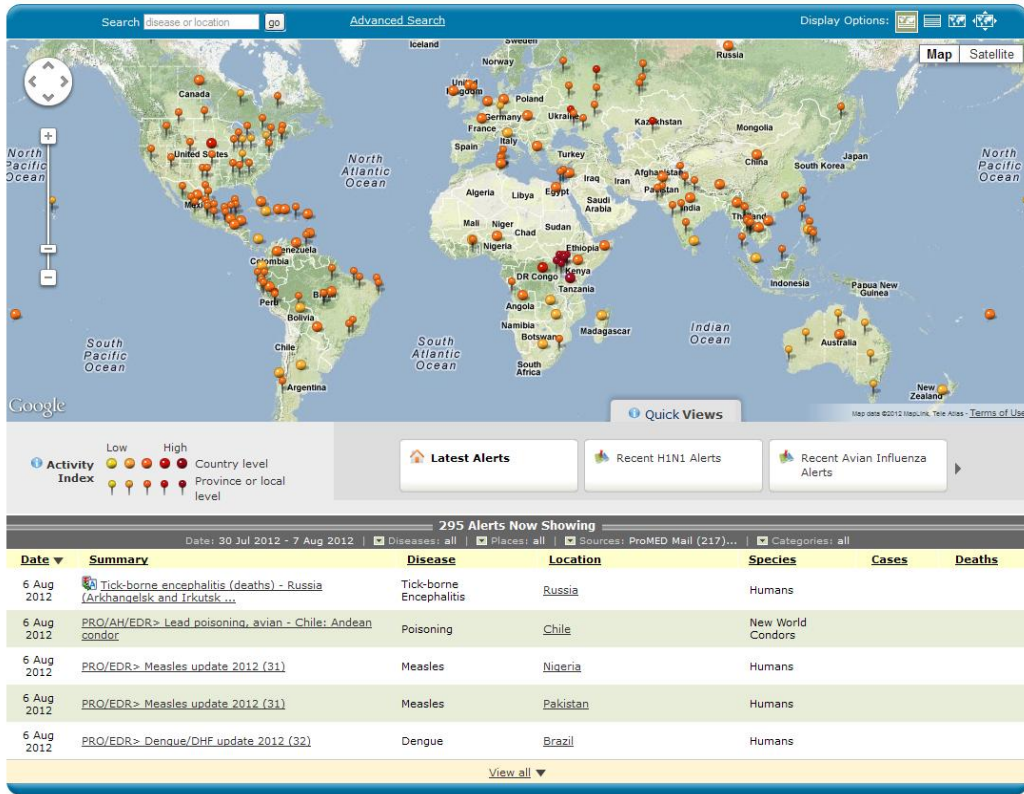 Search disease or location go Advanced Search Display Options:
Map Satellite
Iceland Sweden Russia
Norway
Canada United Kingdom Poland
Germany Ukraine Kazakhstan
France Mongolia
Italy
Spain Turkey
North Pacific Ocean
United States
North Atlantic Ocean
Afghanistan China South Korea Japan
North Pacific Ocean
Iraq Iran
Algeria Libya Egypt Pakistan
Saudi Arabia India
Mexico
Mali Niger Chad Sudan Thailand
Nigeria Ethiopia
Venezuela
Colombia
DR Congo Kenya
Tanzania Indonesia Papua New Guinea
Peru Brazil
Angola
Bolivia
Namibia Madagascar
Botswana
Indian Ocean
Australia
South Pacific Ocean
Chile
South Atlantic Ocean
South Africa
Argentina
New Zealand
Google
Quick Views
Map data ©2012 MapLink, Tele Atlas - Terms of Use
Low High
Activity Index
Country level
Province or local level
Latest Alerts
Recent H1N1 Alerts
Recent Avian Influenza Alerts
295 Alerts Now Showing
Date: 30 Jul 2012 - 7 Aug 2012 | Diseases: all | Places: all | Sources: ProMED Mail (217)... | Categories: all
Date ▼ Summary Disease Location Species Cases Deaths
6 Aug 2012 Tick-borne encephalitis (deaths) - Russia (Arkhangelsk and Irkutsk ... Tick-borne Encephalitis Russia Humans
6 Aug 2012 PRO/AH/EDR> Lead poisoning, avian - Chile: Andean condor Poisoning Chile New World Condors
6 Aug 2012 PRO/EDR> Measles update 2012 (31) Measles Nigeria Humans
6 Aug 2012 PRO/EDR> Measles update 2012 (31) Measles Pakistan Humans
6 Aug 2012 PRO/EDR> Dengue/DHF update 2012 (32) Dengue Brazil Humans
View all ▼